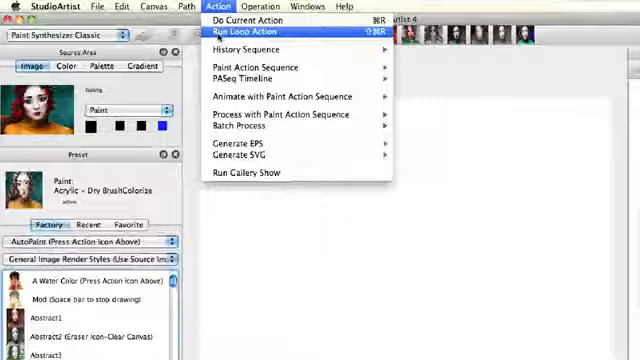 StudioArtist File Edit Canvas Path Action Operation Windows Help
Paint Synthesizer Classic
Artist 4
Source Area
Image Color Palette Gradient
Paint
Preset
Paint:
Acrylic - Dry BrushColorize
active
Factory Recent Favorite
AutoPaint (Press Action Icon Above)
General Image Render Styles (Use Source Im
A Water Color (Press Action Icon Above)
Mod (Space bar to stop drawing)
Abstract1
Abstract2 (Eraser Icon-Clear Canvas)
Abstract3
Do Current Action ⌘R
Run Loop Action ⇧⌘R
History Sequence
Paint Action Sequence
PASeq Timeline
Animate with Paint Action Sequence
Process with Paint Action Sequence
Batch Process
Generate EPS
Generate SVG
Run Gallery Show